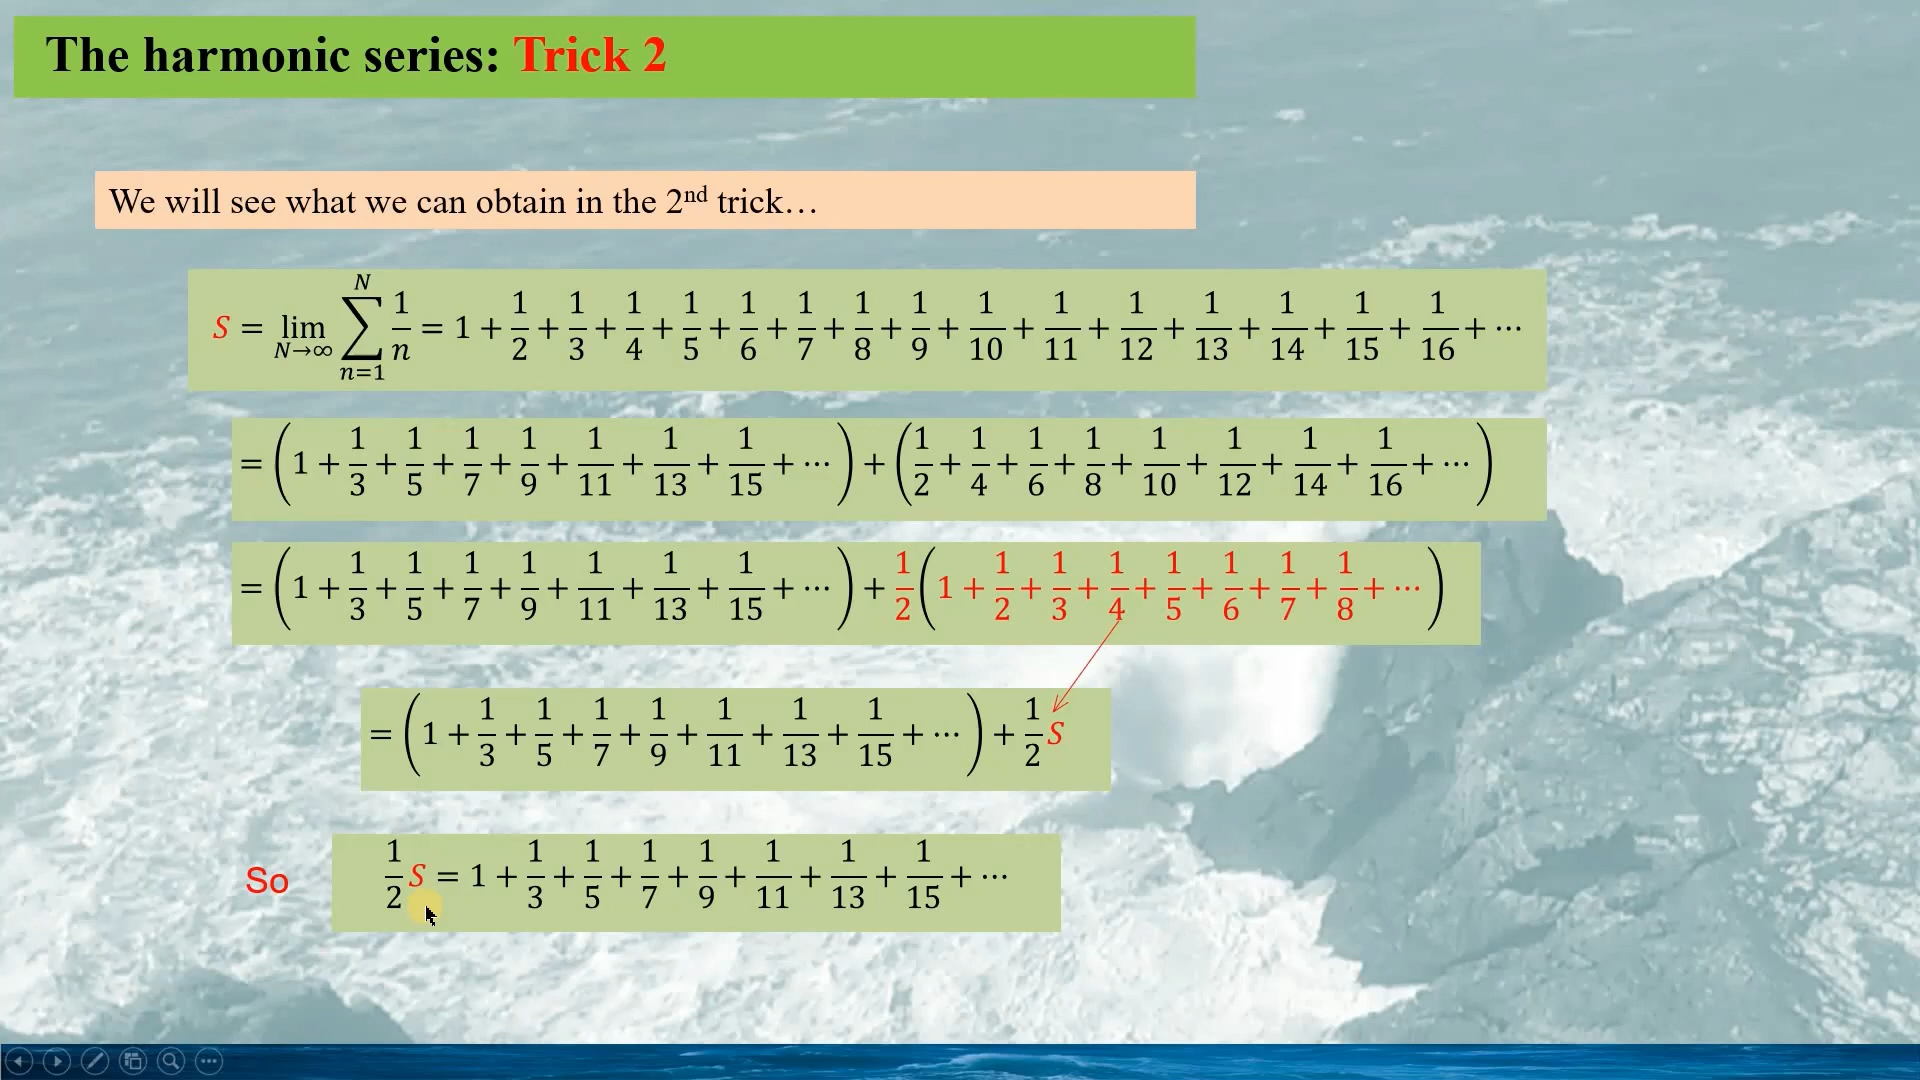 The harmonic series: Trick 2
We will see what we can obtain in the 2nd trick…
S = lim N→∞ ∑ n=1 N 1/n = 1 + 1/2 + 1/3 + 1/4 + 1/5 + 1/6 + 1/7 + 1/8 + 1/9 + 1/10 + 1/11 + 1/12 + 1/13 + 1/14 + 1/15 + 1/16 + ⋯
= (1 + 1/3 + 1/5 + 1/7 + 1/9 + 1/11 + 1/13 + 1/15 + ⋯) + (1/2 + 1/4 + 1/6 + 1/8 + 1/10 + 1/12 + 1/14 + 1/16 + ⋯)
= (1 + 1/3 + 1/5 + 1/7 + 1/9 + 1/11 + 1/13 + 1/15 + ⋯) + 1/2 (1 + 1/2 + 1/3 + 1/4 + 1/5 + 1/6 + 1/7 + 1/8 + ⋯)
= (1 + 1/3 + 1/5 + 1/7 + 1/9 + 1/11 + 1/13 + 1/15 + ⋯) + 1/2 S
So 1/2 S = 1 + 1/3 + 1/5 + 1/7 + 1/9 + 1/11 + 1/13 + 1/15 + ⋯